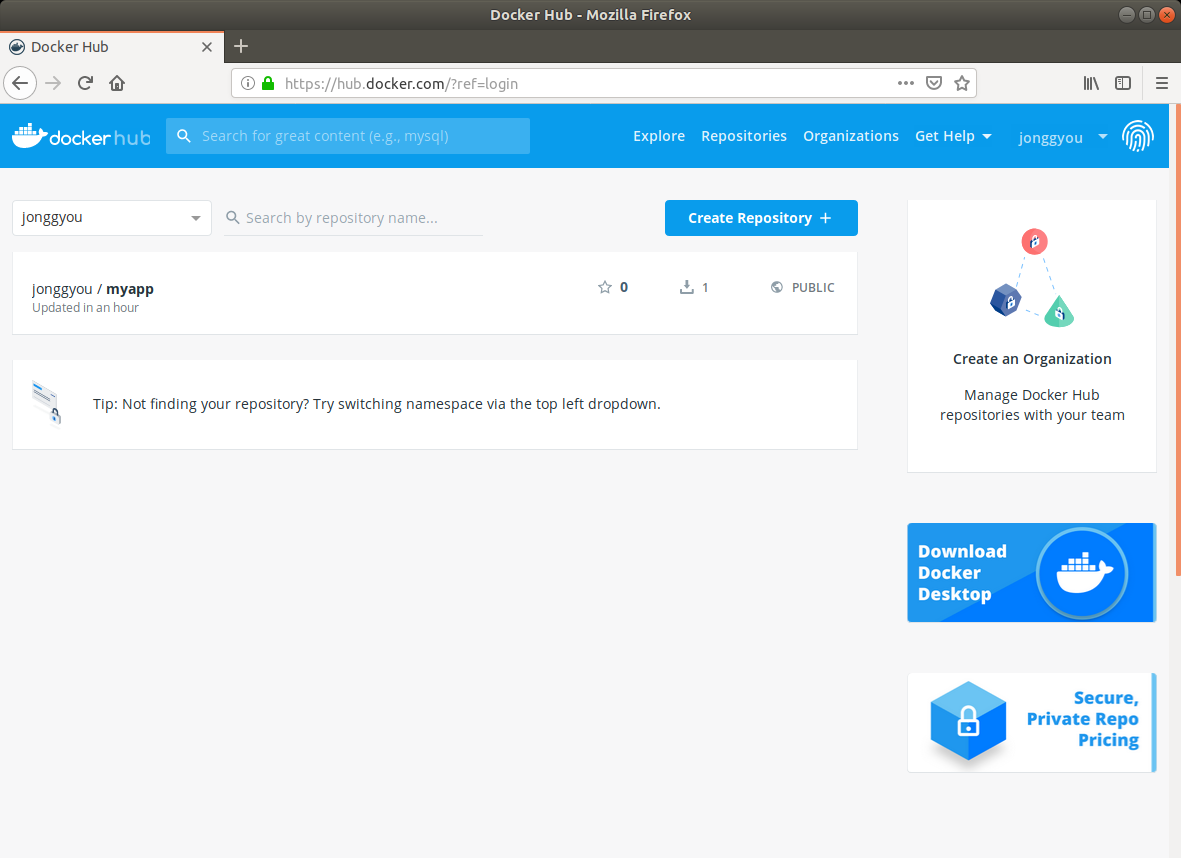 Docker Hub - Mozilla Firefox
Docker Hub
https://hub.docker.com/?ref=login
docker hub
Search for great content (e.g., mysql)
Explore
Repositories
Organizations
Get Help
jonggyou
jonggyou
Search by repository name...
Create Repository +
jonggyou / myapp
Updated in an hour
0
1
PUBLIC
Tip: Not finding your repository? Try switching namespace via the top left dropdown.
Create an Organization
Manage Docker Hub
repositories with your team
Download
Docker
Desktop
Secure,
Private Repo
Pricing